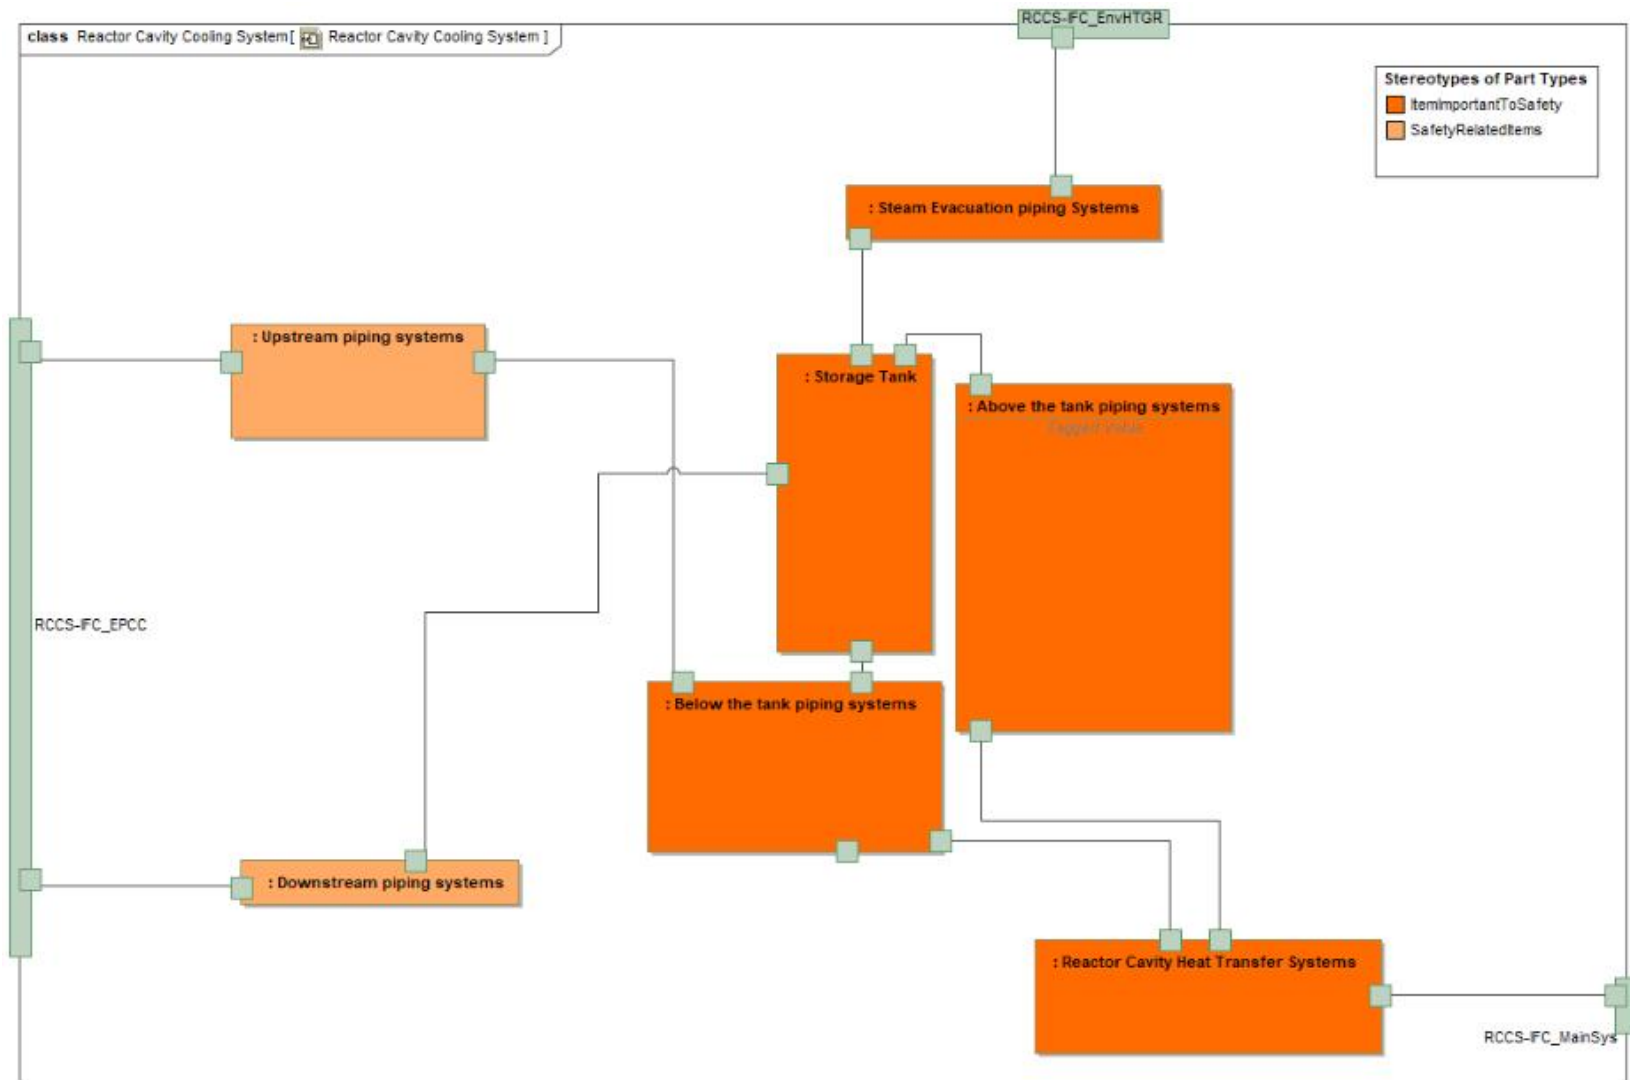 RCCS-IFC_EnvHTGR
class Reactor Cavity Cooling System[ Reactor Cavity Cooling System ]
Stereotypes of Part Types
ItemImportantToSafety
SafetyRelatedItems
: Steam Evacuation piping Systems
: Upstream piping systems
: Storage Tank
: Above the tank piping systems
RCCS-IFC_EPCC
: Below the tank piping systems
: Downstream piping systems
: Reactor Cavity Heat Transfer Systems
RCCS-IFC_MainSys